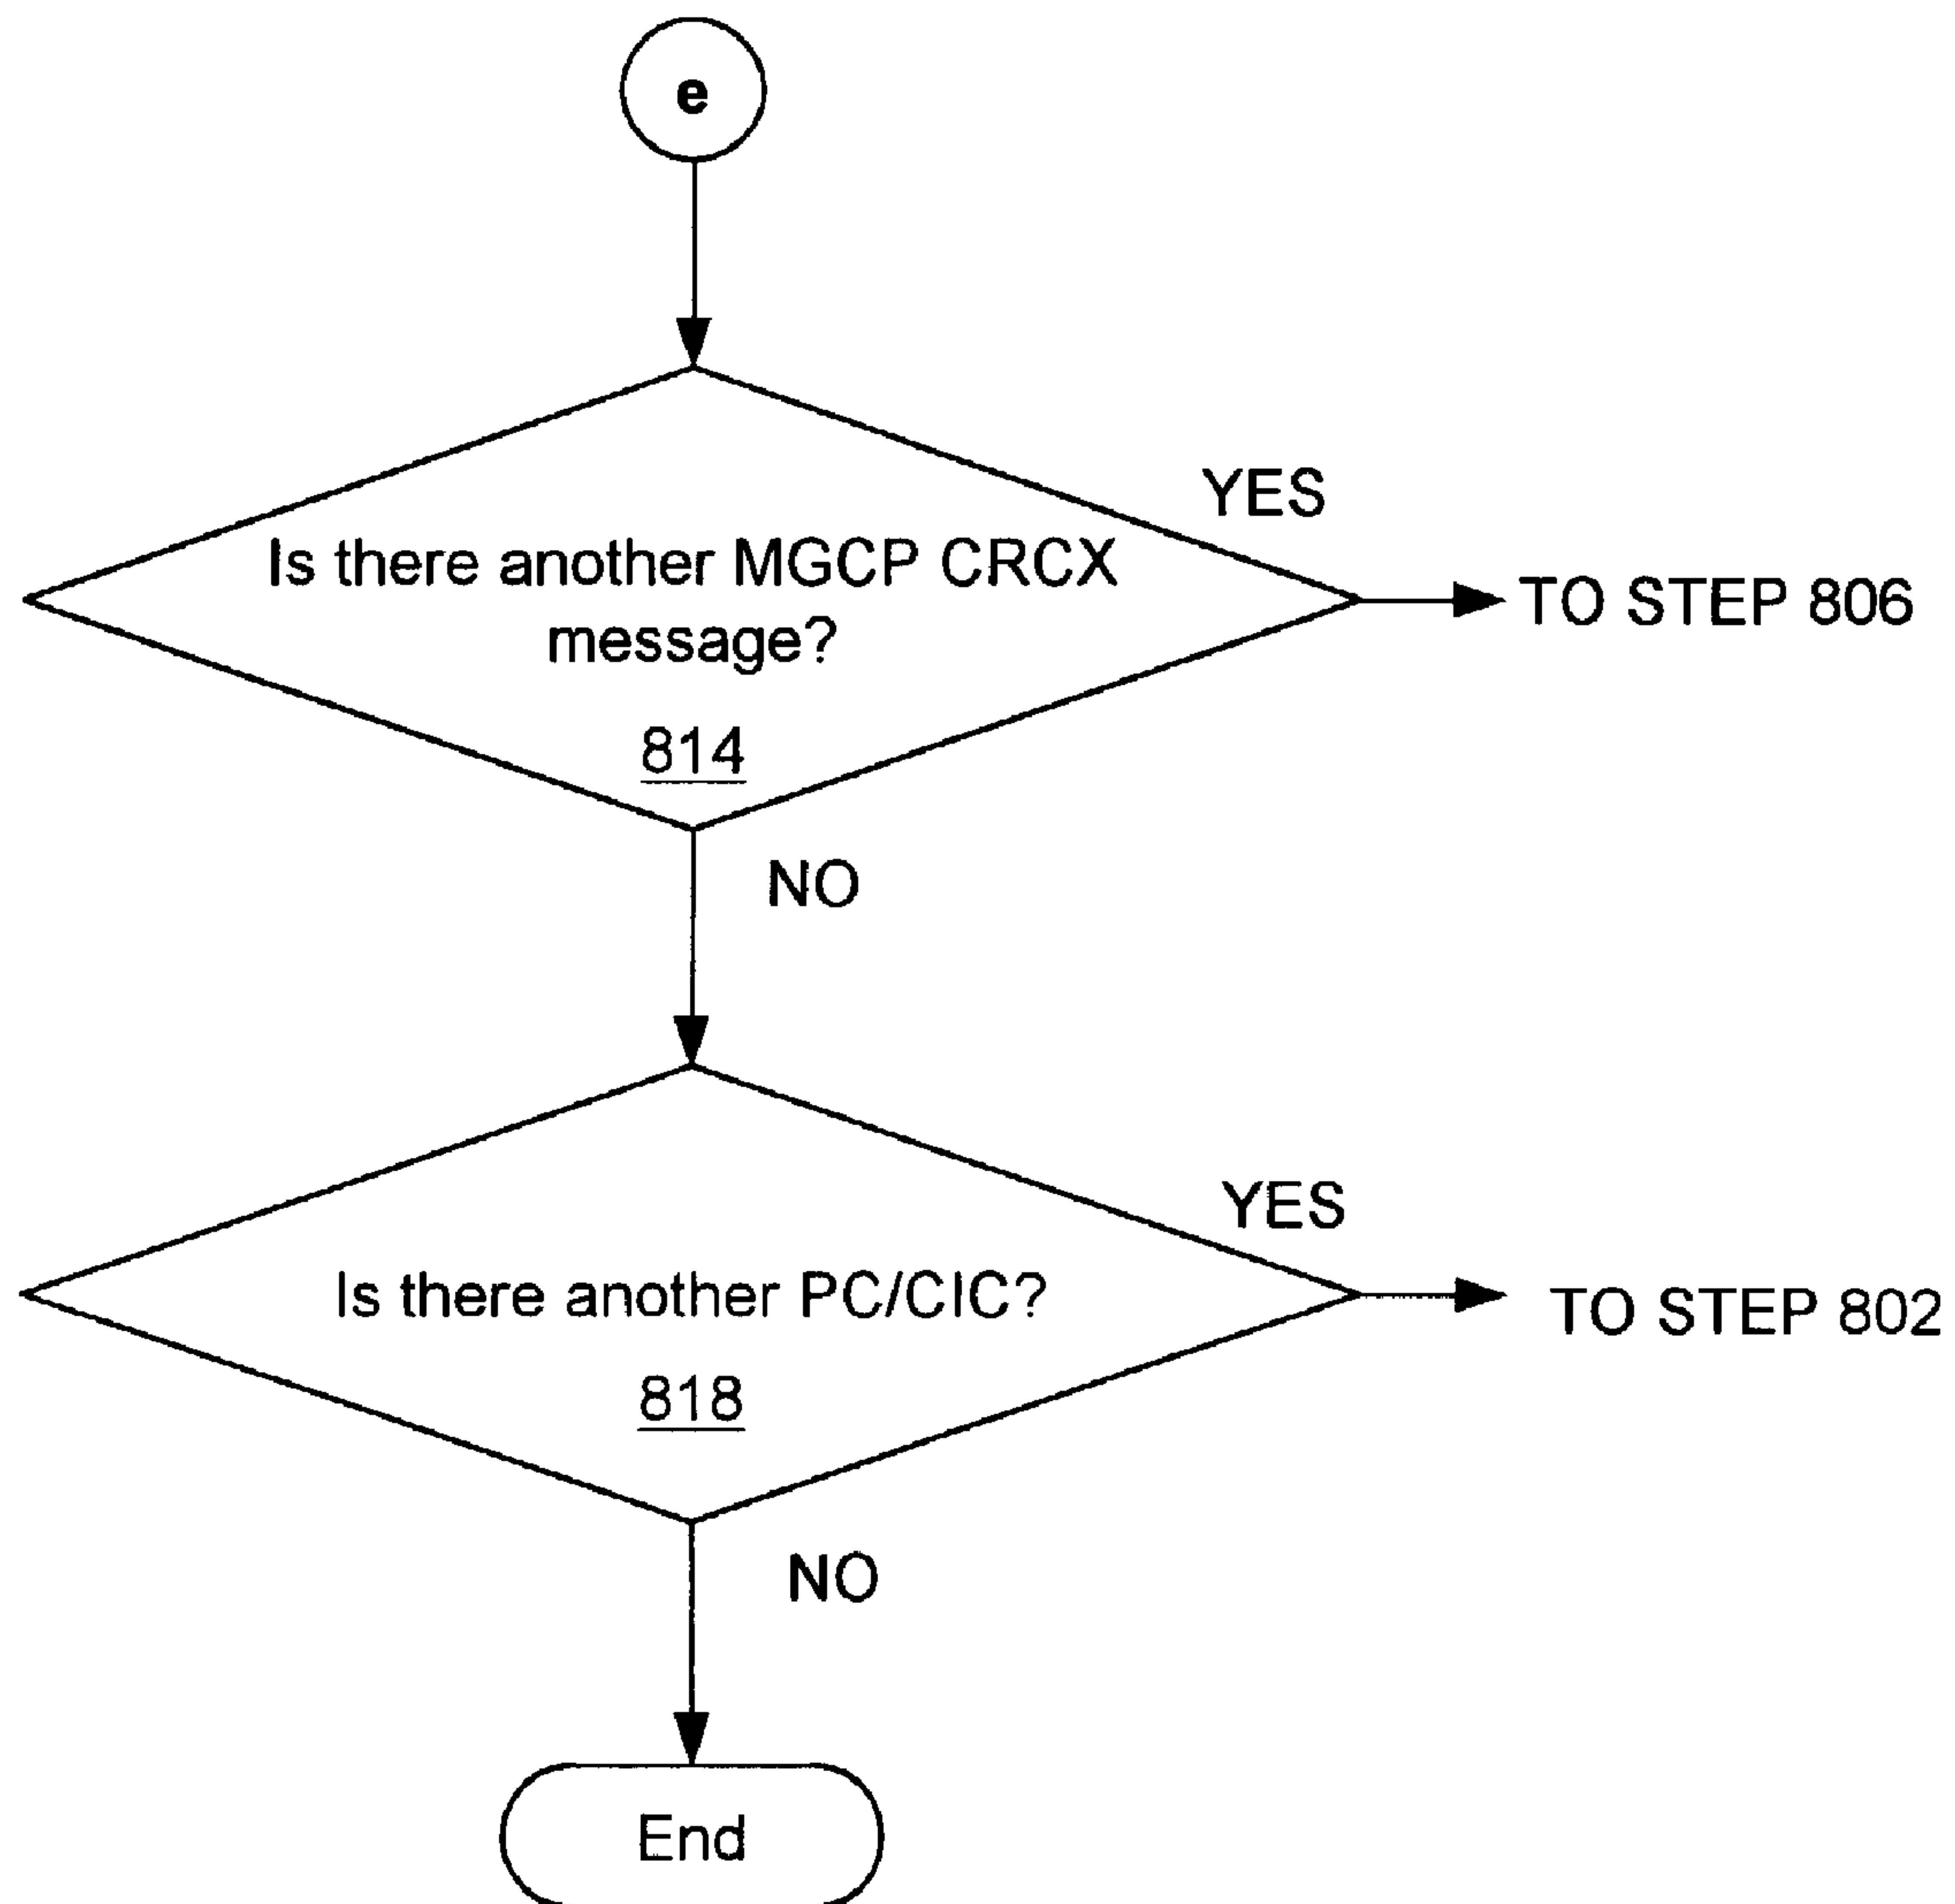 e
YES
Is there another MGCP CRCX
message?
TO STEP 806
814
NO
YES
Is there another PC/CIC?
TO STEP 802
818
NO
End